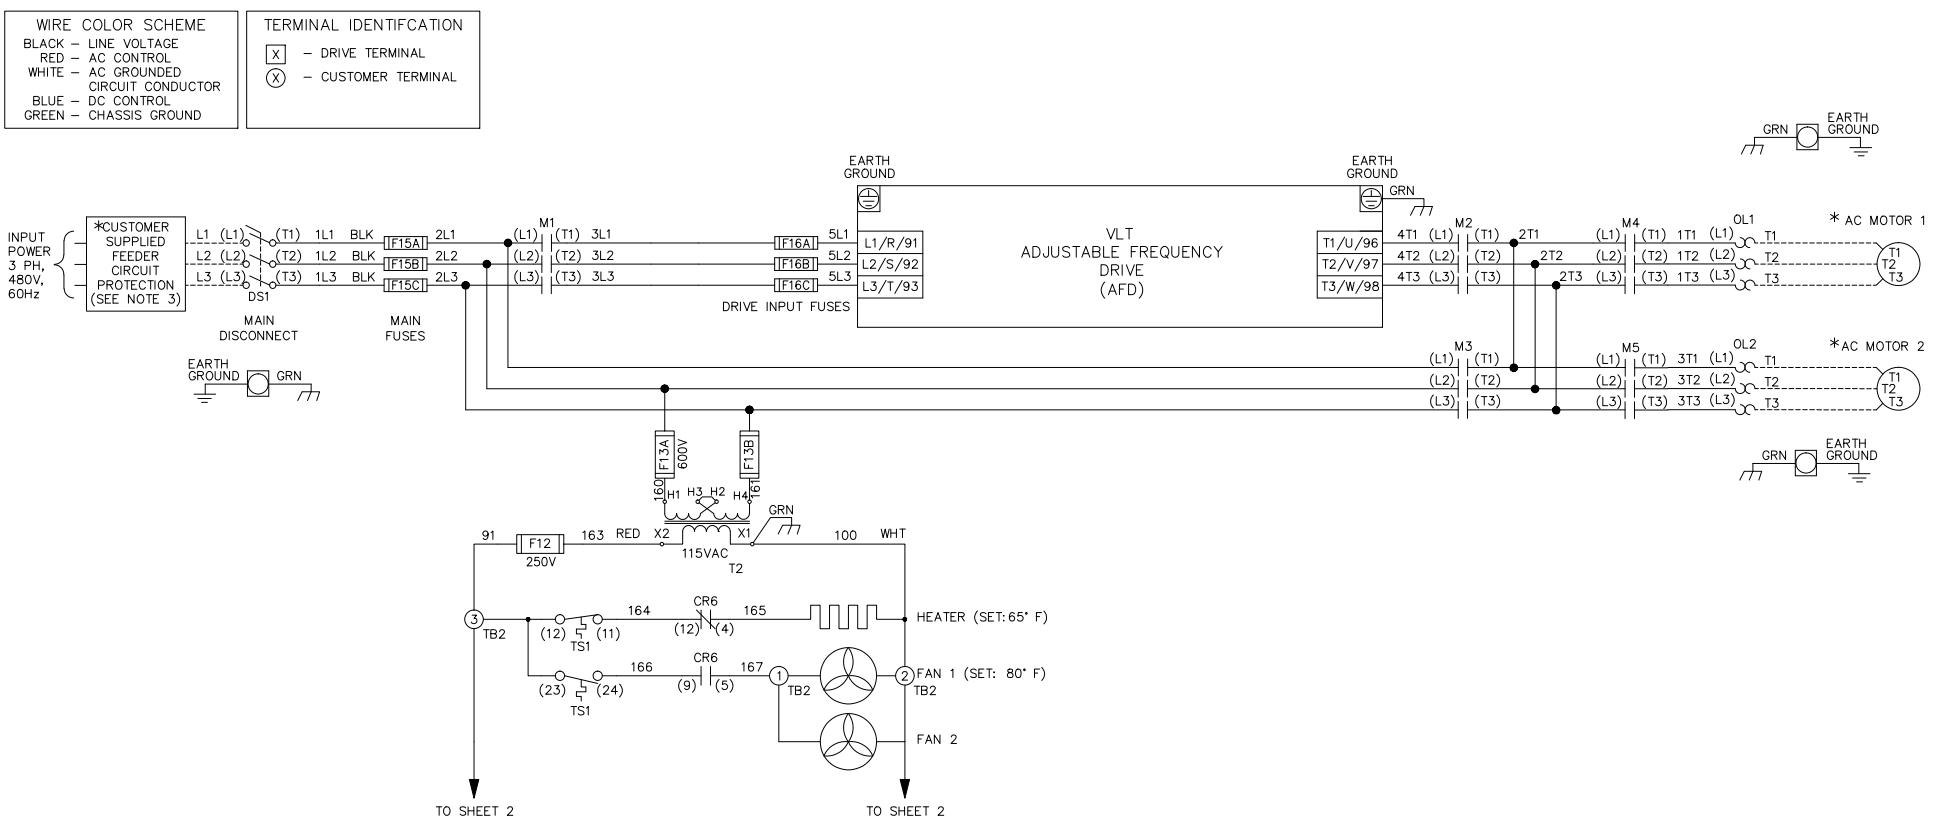 WIRE COLOR SCHEME
BLACK – LINE VOLTAGE
RED – AC CONTROL
WHITE – AC GROUNDED
CIRCUIT CONDUCTOR
BLUE – DC CONTROL
GREEN – CHASSIS GROUND
TERMINAL IDENTIFCATION
X – DRIVE TERMINAL
X – CUSTOMER TERMINAL
GRN
EARTH
GROUND
INPUT
POWER
3 PH,
480V,
60Hz
*CUSTOMER
SUPPLIED
FEEDER
CIRCUIT
PROTECTION
(SEE NOTE 3)
L1 (L1) (T1) 1L1 BLK F15A 2L1 (L1) M1 (T1) 3L1 F16A 5L1
L2 (L2) (T2) 1L2 BLK F15B 2L2 (L2) (T2) 3L2 F16B 5L2
L3 (L3) (T3) 1L3 BLK F15C 2L3 (L3) (T3) 3L3 F16C 5L3
DS1
MAIN
DISCONNECT
MAIN
FUSES
DRIVE INPUT FUSES
EARTH
GROUND
GRN
EARTH
GROUND
L1/R/91
L2/S/92
L3/T/93
VLT
ADJUSTABLE FREQUENCY
DRIVE
(AFD)
EARTH
GROUND
GRN
T1/U/96
T2/V/97
T3/W/98
4T1 (L1) M2 (T1) 2T1 (L1) M4 (T1) 1T1 (L1) OL1 T1
4T2 (L2) (T2) 2T2 (L2) (T2) 1T2 (L2) T2
4T3 (L3) (T3) 2T3 (L3) (T3) 1T3 (L3) T3
* AC MOTOR 1
T1
T2
T3
(L1) M3 (T1) (L1) M5 (T1) 3T1 (L1) OL2 T1
(L2) (T2) (L2) (T2) 3T2 (L2) T2
(L3) (T3) (L3) (T3) 3T3 (L3) T3
* AC MOTOR 2
T1
T2
T3
GRN
EARTH
GROUND
F13A
600V
F13B
160
161
H1 H3 H2 H4
GRN
91 F12 163 RED X2 X1 100 WHT
250V
115VAC
T2
3
TB2
(12) (11)
TS1
164
CR6
(12) (4)
165
HEATER (SET:65° F)
(23) (24)
TS1
166
CR6
(9) (5)
167
1
TB2
2
TB2
FAN 1 (SET: 80° F)
FAN 2
TO SHEET 2
TO SHEET 2